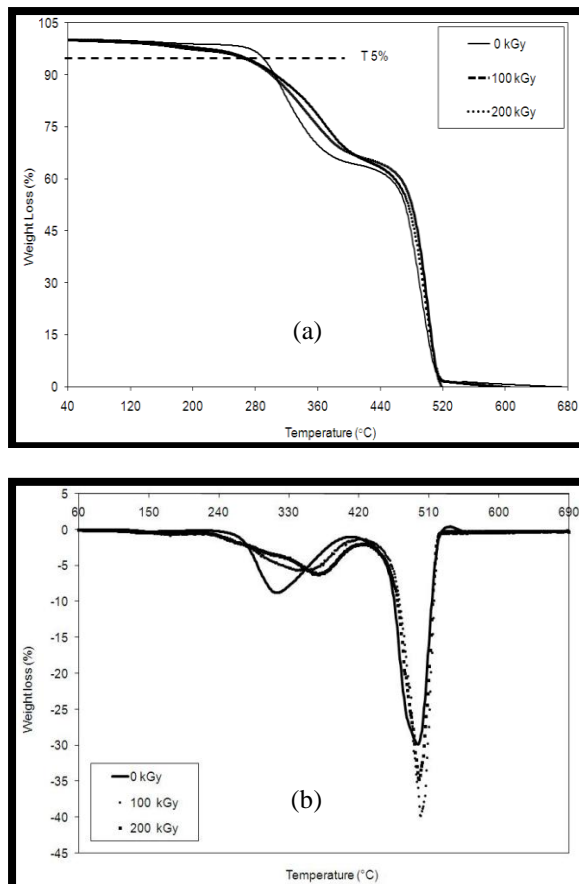 105
90
75
60
45
30
15
0
Weight Loss (%)
T 5%
0 kGy
100 kGy
200 kGy
(a)
40 120 200 280 360 440 520 600 680
Temperature (°C)
60 150 240 330 420 510 600 690
5
0
-5
-10
-15
-20
-25
-30
-35
-40
-45
Weight loss (%)
0 kGy
100 kGy
200 kGy
(b)
Temperature (°C)